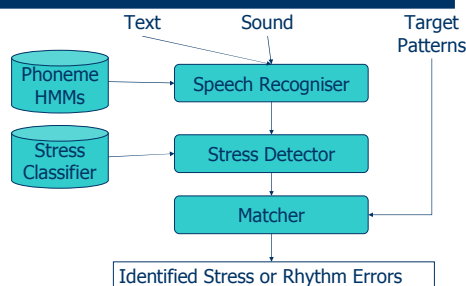 Text
Sound
Target
Patterns
Phoneme
HMMs
Speech Recogniser
Stress
Classifier
Stress Detector
Matcher
Identified Stress or Rhythm Errors